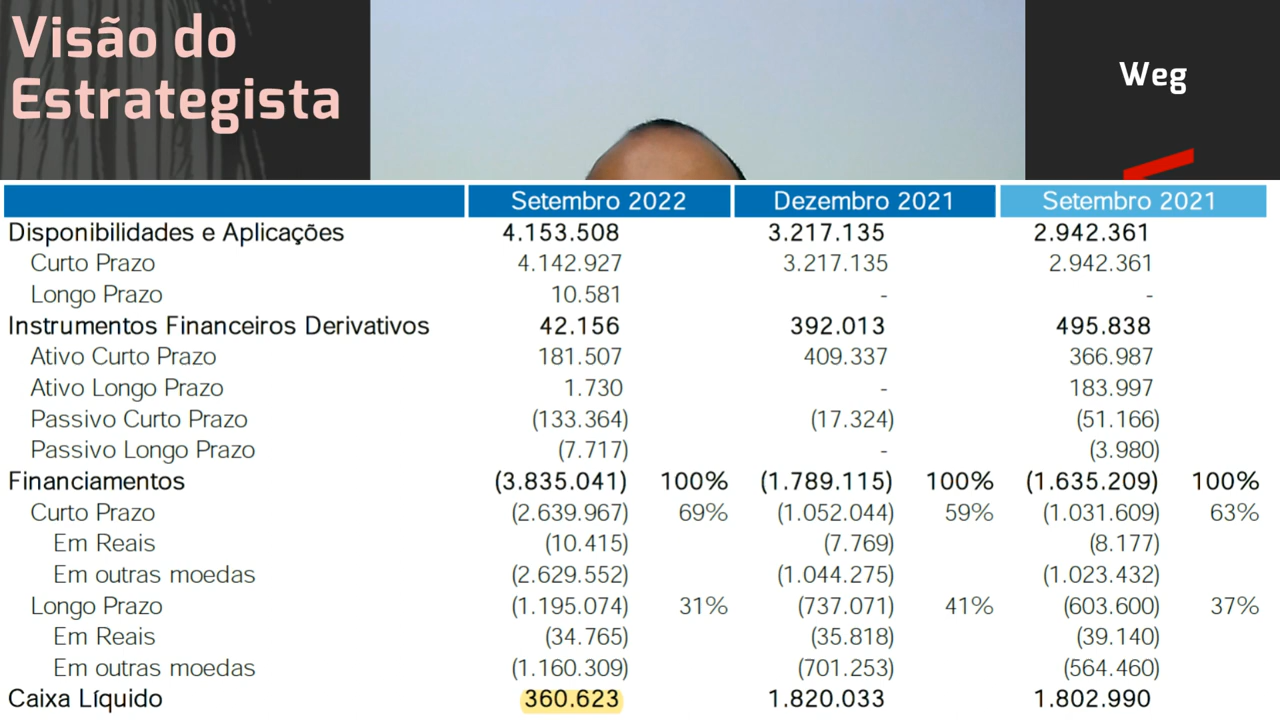 Visão do
Estrategista
Weg
Setembro 2022 Dezembro 2021 Setembro 2021
Disponibilidades e Aplicações 4.153.508 3.217.135 2.942.361
Curto Prazo 4.142.927 3.217.135 2.942.361
Longo Prazo 10.581 - -
Instrumentos Financeiros Derivativos 42.156 392.013 495.838
Ativo Curto Prazo 181.507 409.337 366.987
Ativo Longo Prazo 1.730 - 183.997
Passivo Curto Prazo (133.364) (17.324) (51.166)
Passivo Longo Prazo (7.717) - (3.980)
Financiamentos (3.835.041) 100% (1.789.115) 100% (1.635.209) 100%
Curto Prazo (2.639.967) 69% (1.052.044) 59% (1.031.609) 63%
Em Reais (10.415) (7.769) (8.177)
Em outras moedas (2.629.552) (1.044.275) (1.023.432)
Longo Prazo (1.195.074) 31% (737.071) 41% (603.600) 37%
Em Reais (34.765) (35.818) (39.140)
Em outras moedas (1.160.309) (701.253) (564.460)
Caixa Líquido 360.623 1.820.033 1.802.990